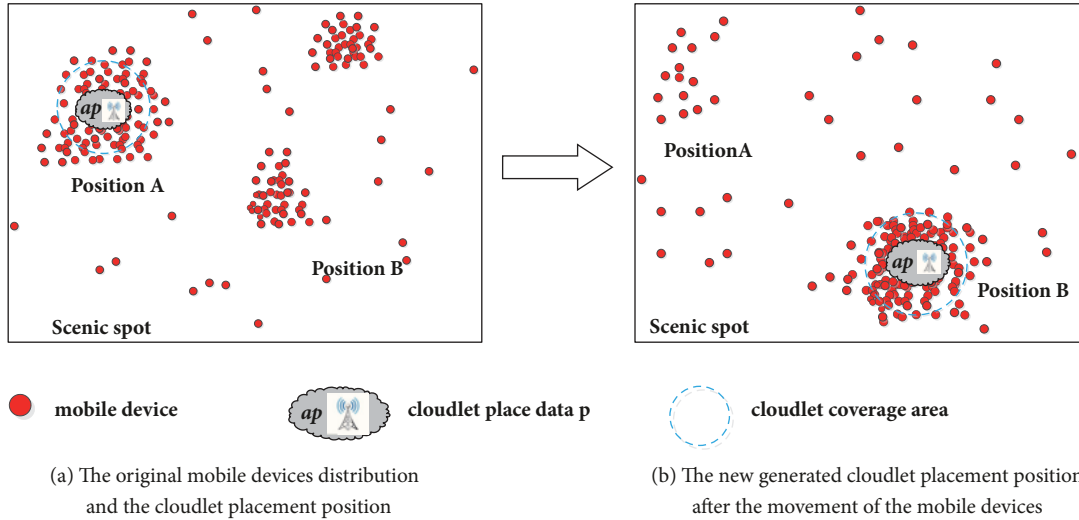 ap
Position A
Position B
Scenic spot
PositionA
ap
Position B
Scenic spot
mobile device
ap
cloudlet place data p
cloudlet coverage area
(a) The original mobile devices distribution
and the cloudlet placement position
(b) The new generated cloudlet placement position
after the movement of the mobile devices